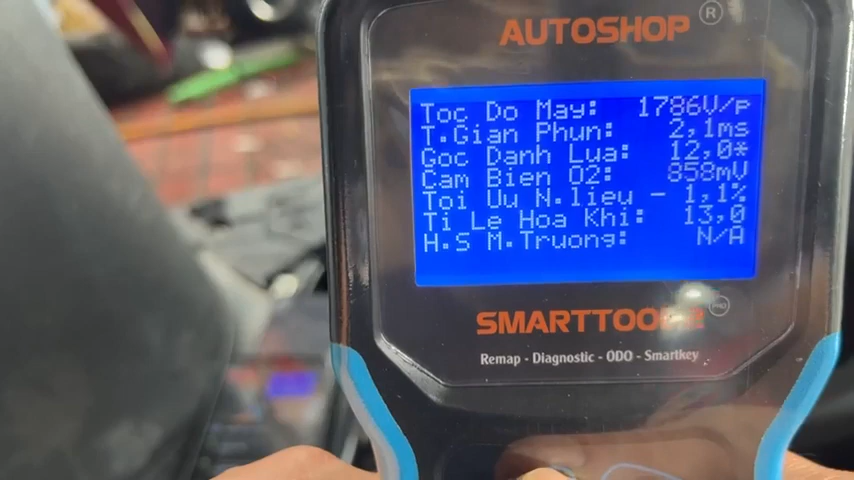 AUTOSHOP ®
Toc Do May: 1786V/p
T.Gian Phun: 2,1ms
Goc Danh Lua: 12,0*
Cam Bien O2: 858mV
Toi Uu N.lieu - 1,1%
Ti Le Hoa Khi: 13,0
H.S M.Truong: N/A
SMARTTOOL
Remap - Diagnostic - ODO - Smartkey